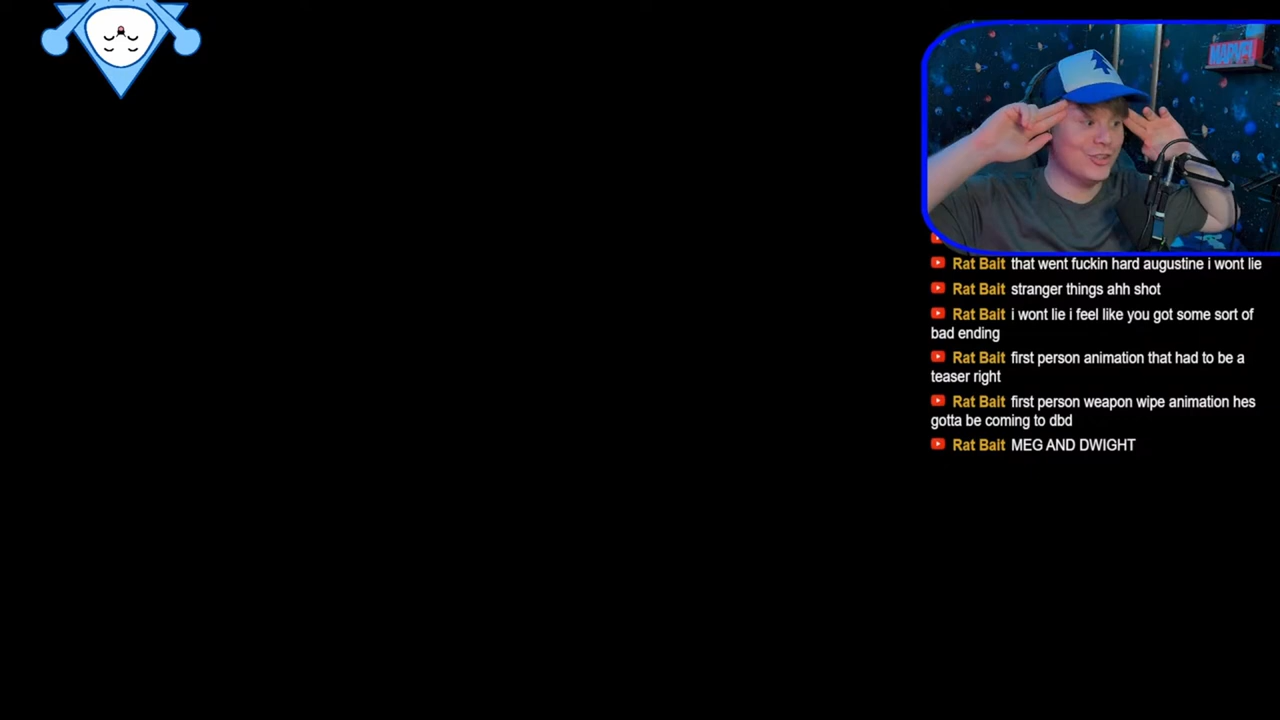 MARVEL
Rat Bait that went fuckin hard augustine i wont lie
Rat Bait stranger things ahh shot
Rat Bait i wont lie i feel like you got some sort of
bad ending
Rat Bait first person animation that had to be a
teaser right
Rat Bait first person weapon wipe animation hes
gotta be coming to dbd
Rat Bait MEG AND DWIGHT